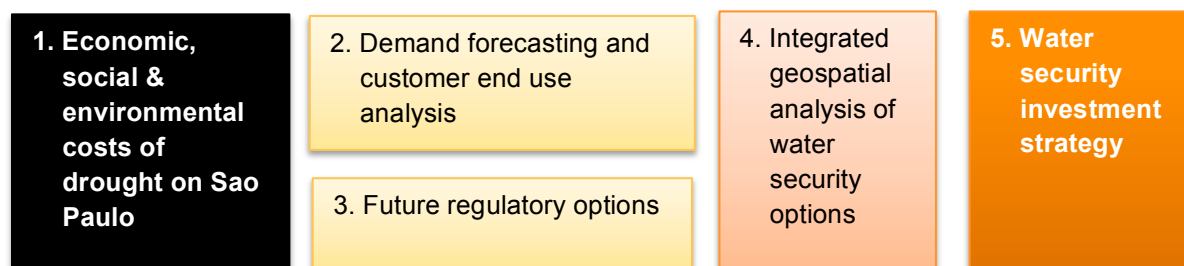 1. Economic,
social &
environmental
costs of
drought on Sao
Paulo
2. Demand forecasting and
customer end use
analysis
3. Future regulatory options
4. Integrated
geospatial
analysis of
water
security
options
5. Water
security
investment
strategy